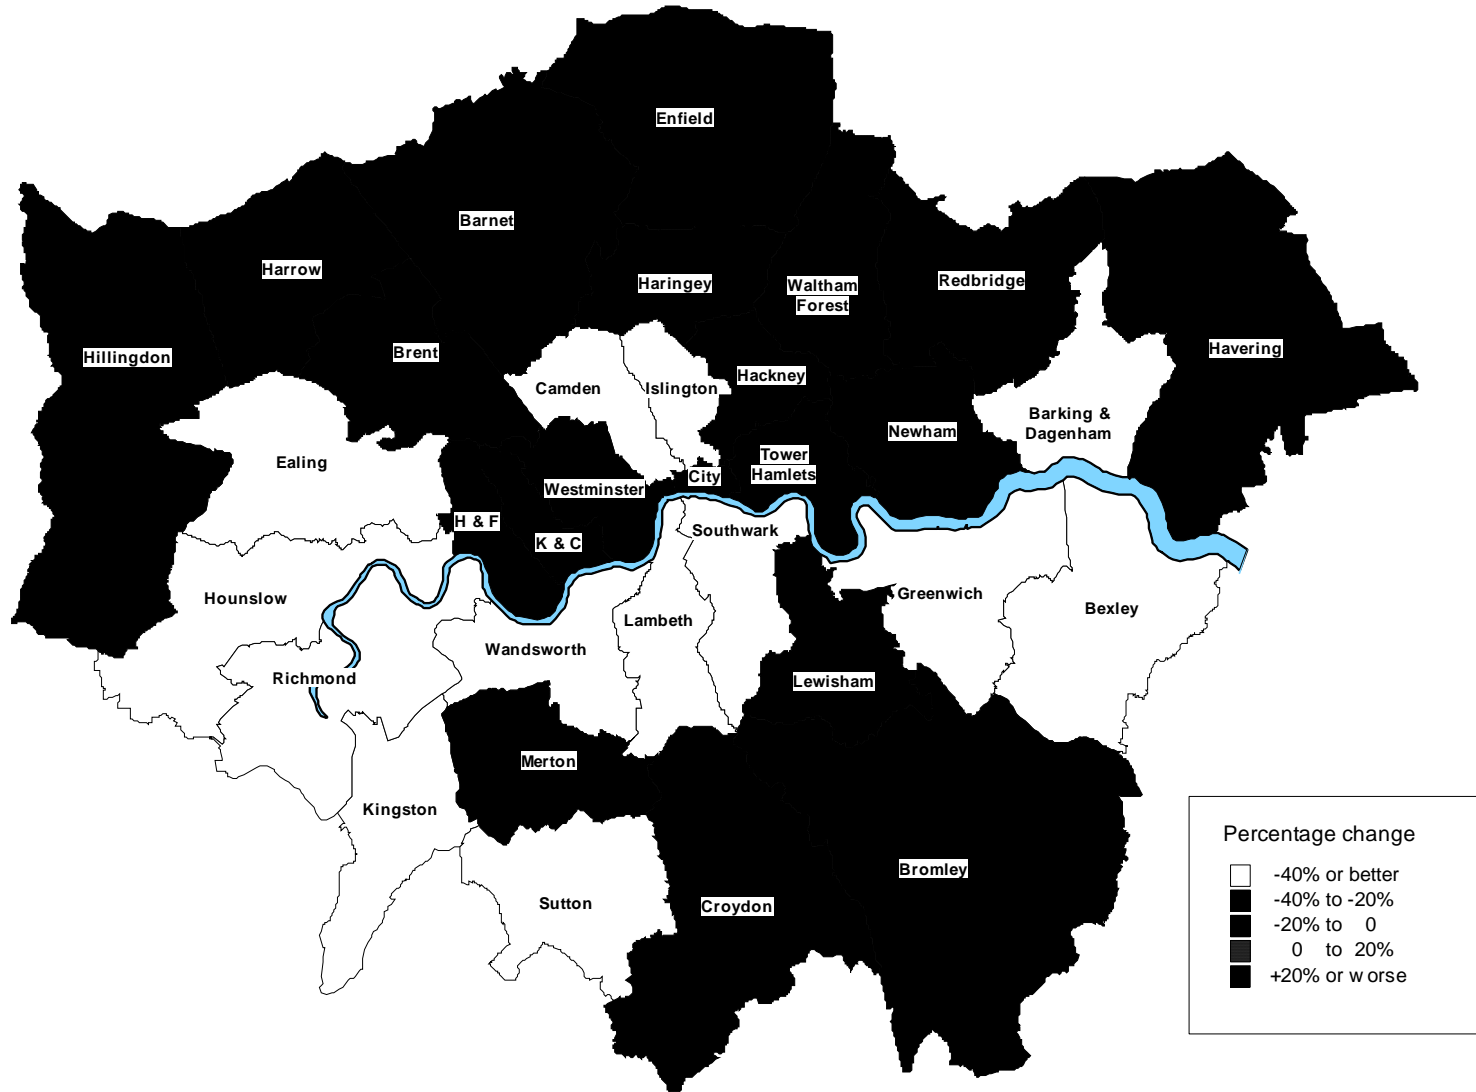 Enfield
Barnet
Harrow
Haringey
Waltham
Forest
Redbridge
Hillingdon
Brent
Havering
Camden
Islington
Hackney
Barking &
Dagenham
Newham
Ealing
Tower
Hamlets
City
Westminster
H & F
K & C
Southwark
Hounslow
Greenwich
Bexley
Lambeth
Wandsworth
Richmond
Lewisham
Merton
Kingston
Bromley
Sutton
Croydon
Percentage change
-40% or better
-40% to -20%
-20% to 0
0 to 20%
+20% or worse